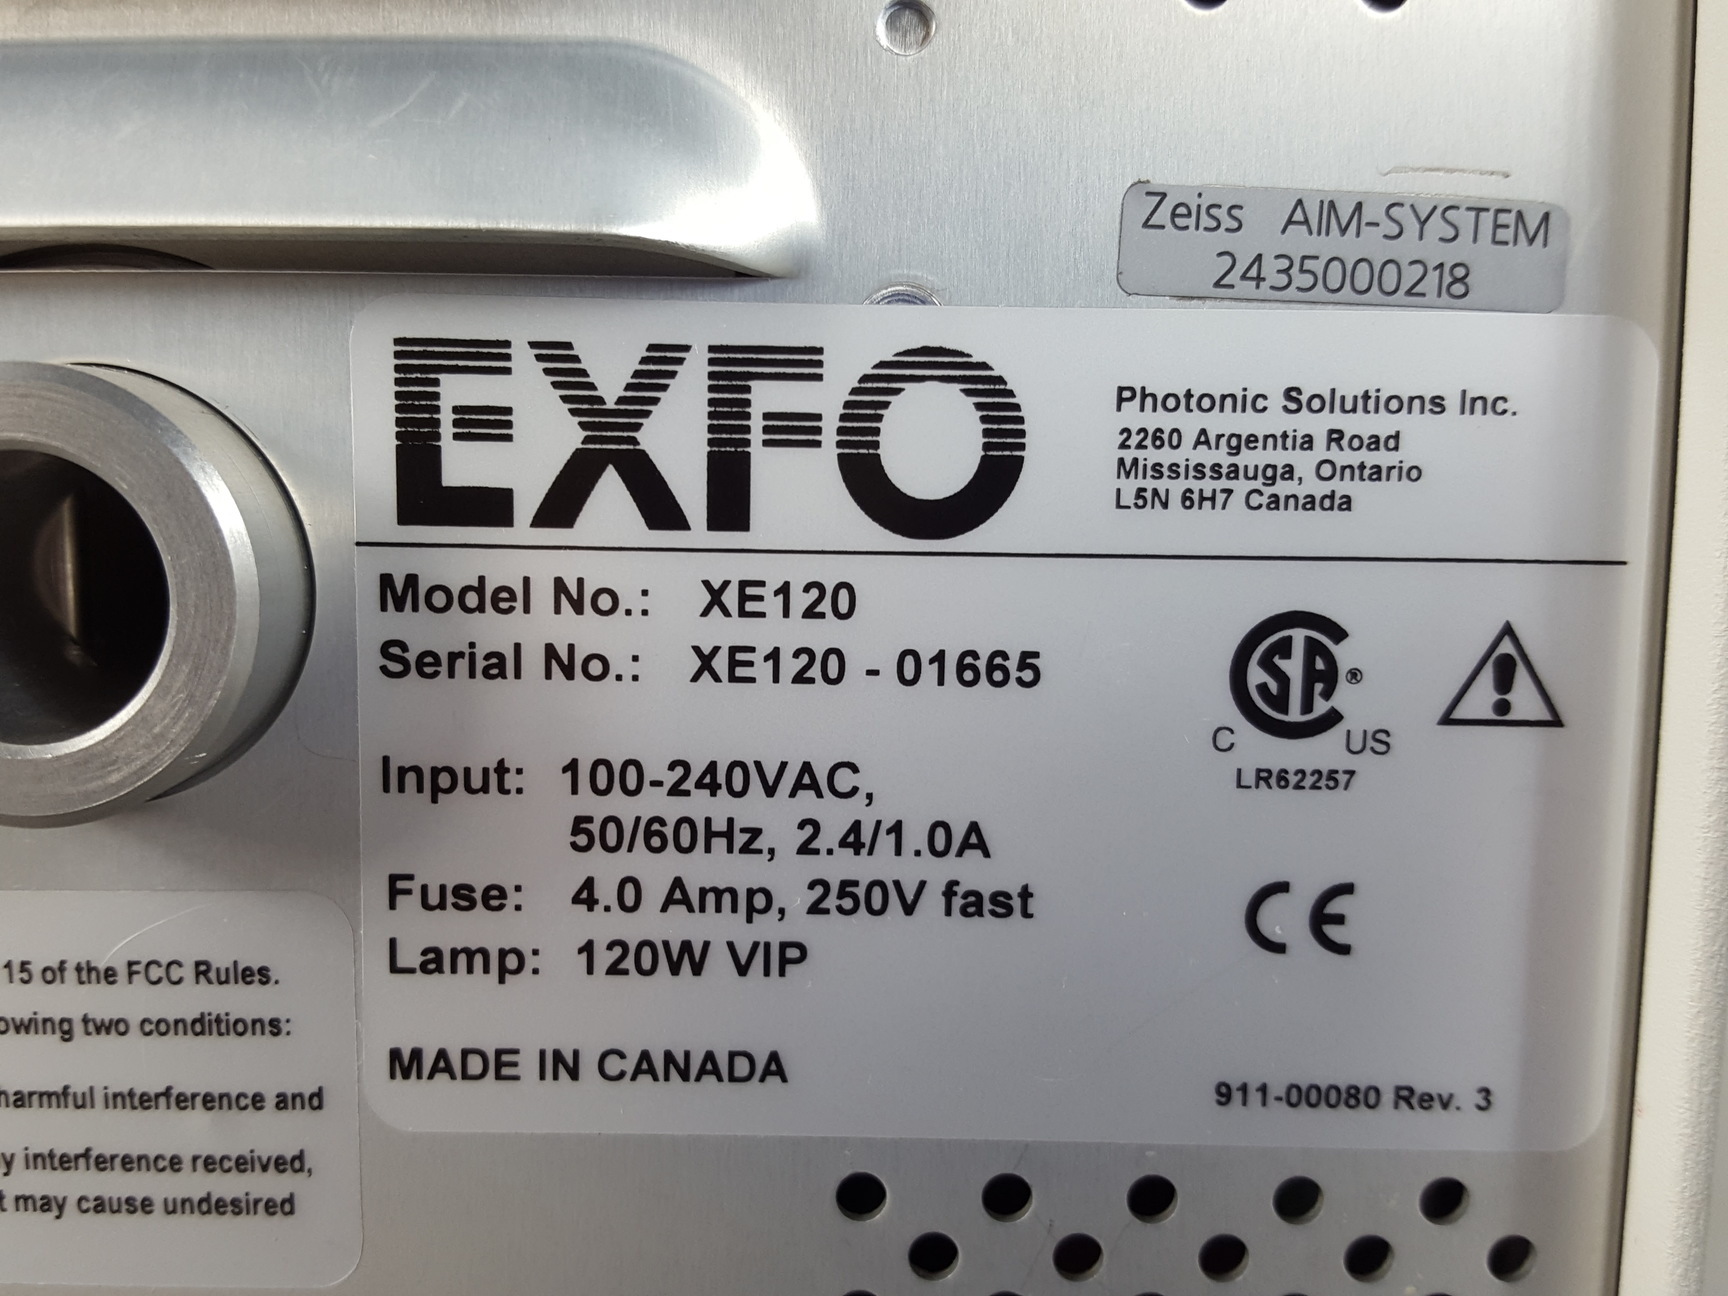 Zeiss AIM-SYSTEM
2435000218
EXFO
Photonic Solutions Inc.
2260 Argentia Road
Mississauga, Ontario
L5N 6H7 Canada
Model No.: XE120
Serial No.: XE120 - 01665
Input: 100-240VAC,
50/60Hz, 2.4/1.0A
Fuse: 4.0 Amp, 250V fast
Lamp: 120W VIP
MADE IN CANADA
CSA®
C US
LR62257
CE
911-00080 Rev. 3
15 of the FCC Rules.
two conditions:
harmful interference and
interference received,
may cause undesired